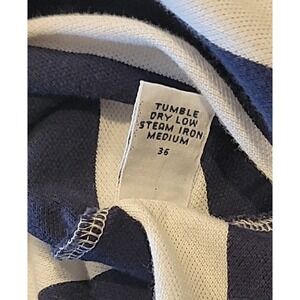 TUMBLE
DRY LOW
STEAM IRON
MEDIUM
36